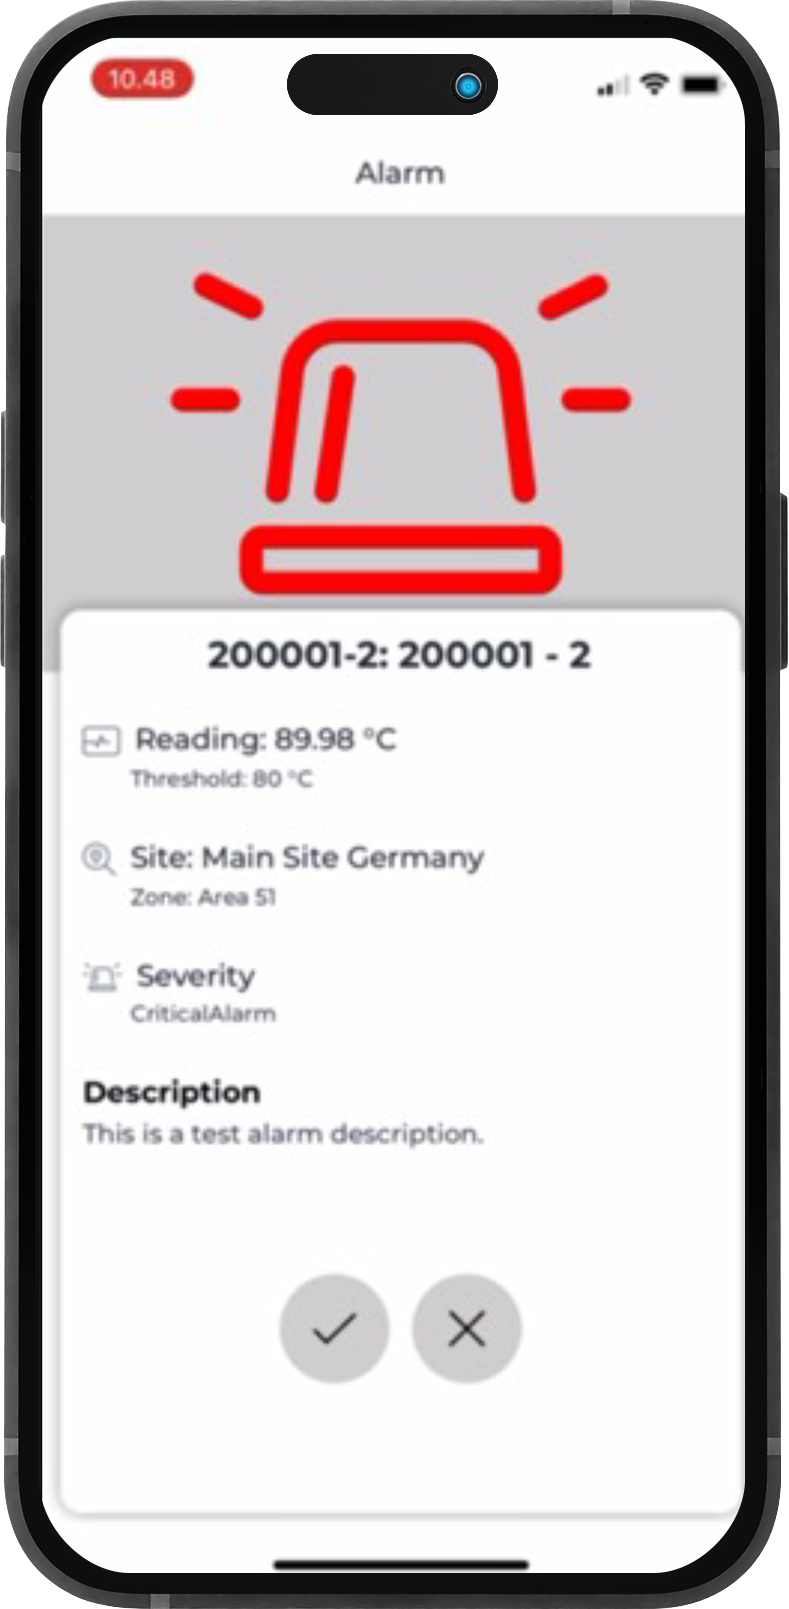 10.48
Alarm
200001-2: 200001 - 2
Reading: 89.98 °C
Threshold: 80 °C
Site: Main Site Germany
Zone: Area 51
Severity
CriticalAlarm
Description
This is a test alarm description.